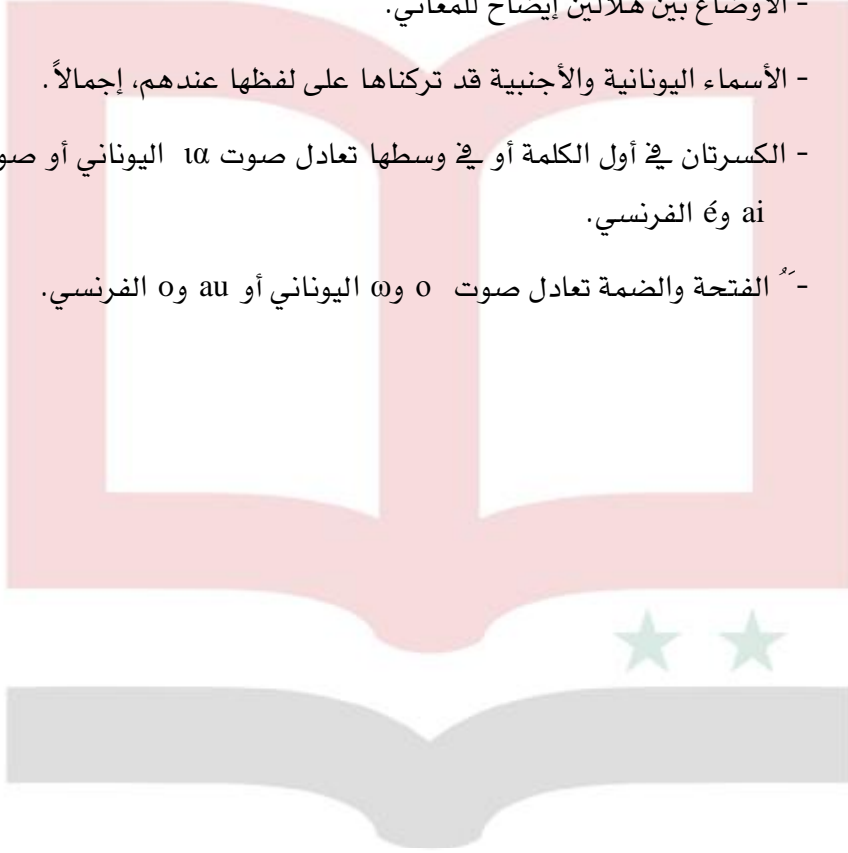 - الأوضاع بين هلالين إيضاح للمعاني.
- الأسماء اليونانية والأجنبية قد تركناها على لفظها عندهم، إجمالاً.
- الكسرتان في أول الكلمة أو في وسطها تعادل صوت ια اليوناني أو
ai وé الفرنسي.
- َُ الفتحة والضمة تعادل صوت o وω اليوناني أو au وo الفرنسي.